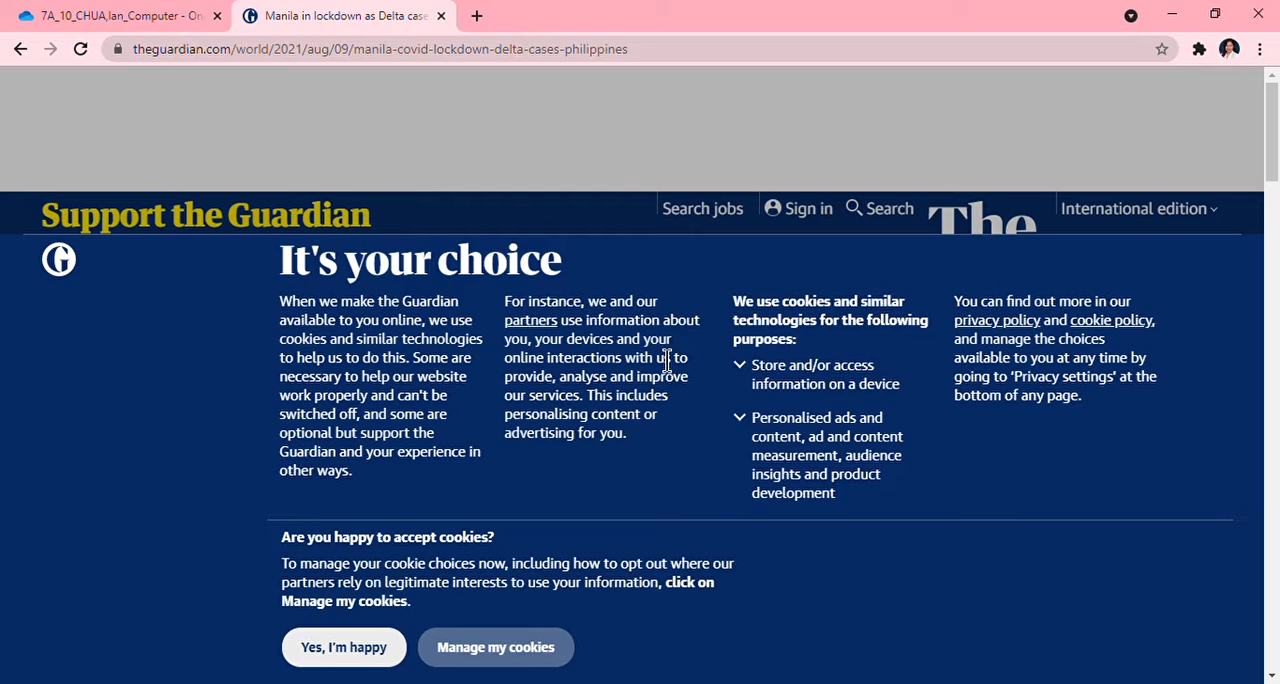 7A_10_CHUA,Ian_Computer - On
Manila in lockdown as Delta case
theguardian.com/world/2021/aug/09/manila-covid-lockdown-delta-cases-philippines
Support the Guardian
Search jobs
Sign in
Search
The
International edition
It's your choice
When we make the Guardian
available to you online, we use
cookies and similar technologies
to help us to do this. Some are
necessary to help our website
work properly and can't be
switched off, and some are
optional but support the
Guardian and your experience in
other ways.
For instance, we and our
partners use information about
you, your devices and your
online interactions with us to
provide, analyse and improve
our services. This includes
personalising content or
advertising for you.
We use cookies and similar
technologies for the following
purposes:
Store and/or access
information on a device
Personalised ads and
content, ad and content
measurement, audience
insights and product
development
You can find out more in our
privacy policy and cookie policy,
and manage the choices
available to you at any time by
going to ‘Privacy settings’ at the
bottom of any page.
Are you happy to accept cookies?
To manage your cookie choices now, including how to opt out where our
partners rely on legitimate interests to use your information, click on
Manage my cookies.
Yes, I’m happy
Manage my cookies